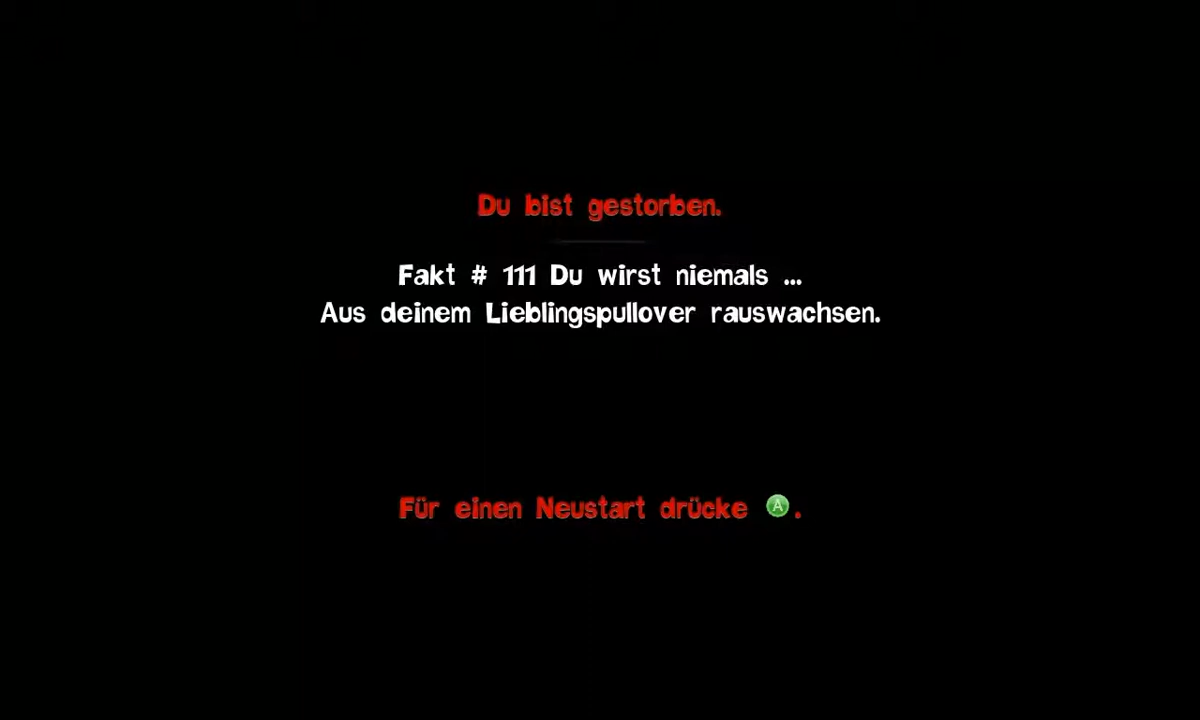 Du bist gestorben.
Fakt # 111 Du wirst niemals ...
Aus deinem Lieblingspullover rauswachsen.
Für einen Neustart drücke A.